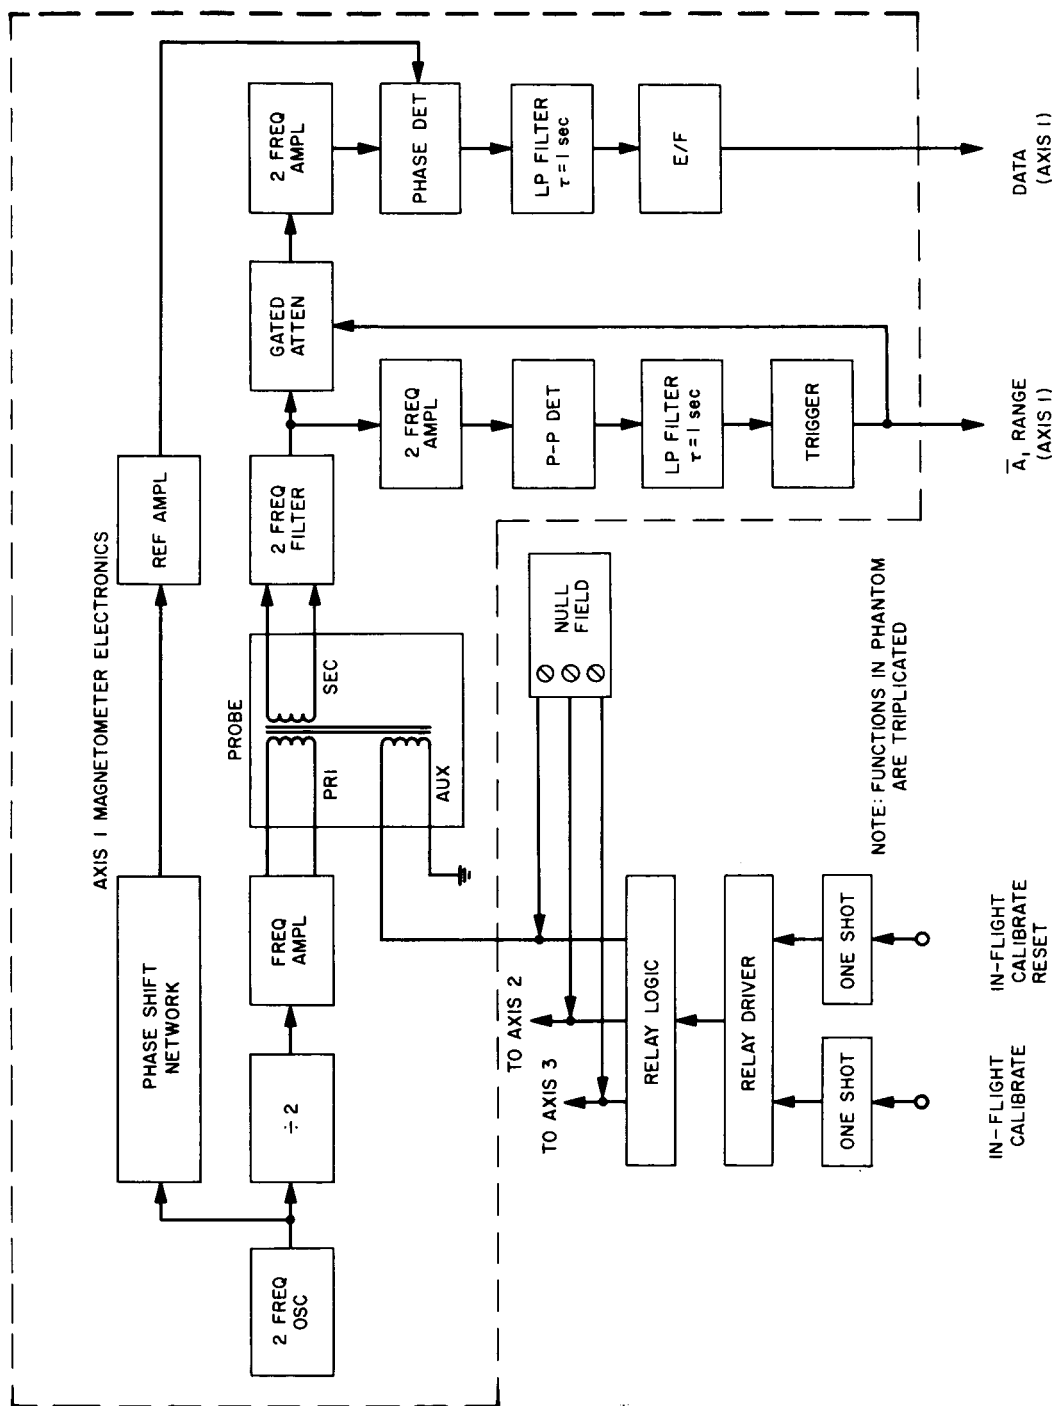 AXIS I MAGNETOMETER ELECTRONICS
PHASE SHIFT
NETWORK
REF AMPL
2 FREQ
OSC
÷2
FREQ
AMPL
PROBE
PRI
SEC
AUX
2 FREQ
FILTER
GATED
ATTEN
2 FREQ
AMPL
PHASE DET
LP FILTER
τ = 1 sec
E/F
DATA
(AXIS I)
2 FREQ
AMPL
P-P DET
LP FILTER
τ = 1 sec
TRIGGER
A̅₁ RANGE
(AXIS I)
NULL
FIELD
TO AXIS 2
TO AXIS 3
RELAY LOGIC
RELAY DRIVER
ONE SHOT
ONE SHOT
IN-FLIGHT
CALIBRATE
IN-FLIGHT
CALIBRATE
RESET
NOTE: FUNCTIONS IN PHANTOM
ARE TRIPLICATED